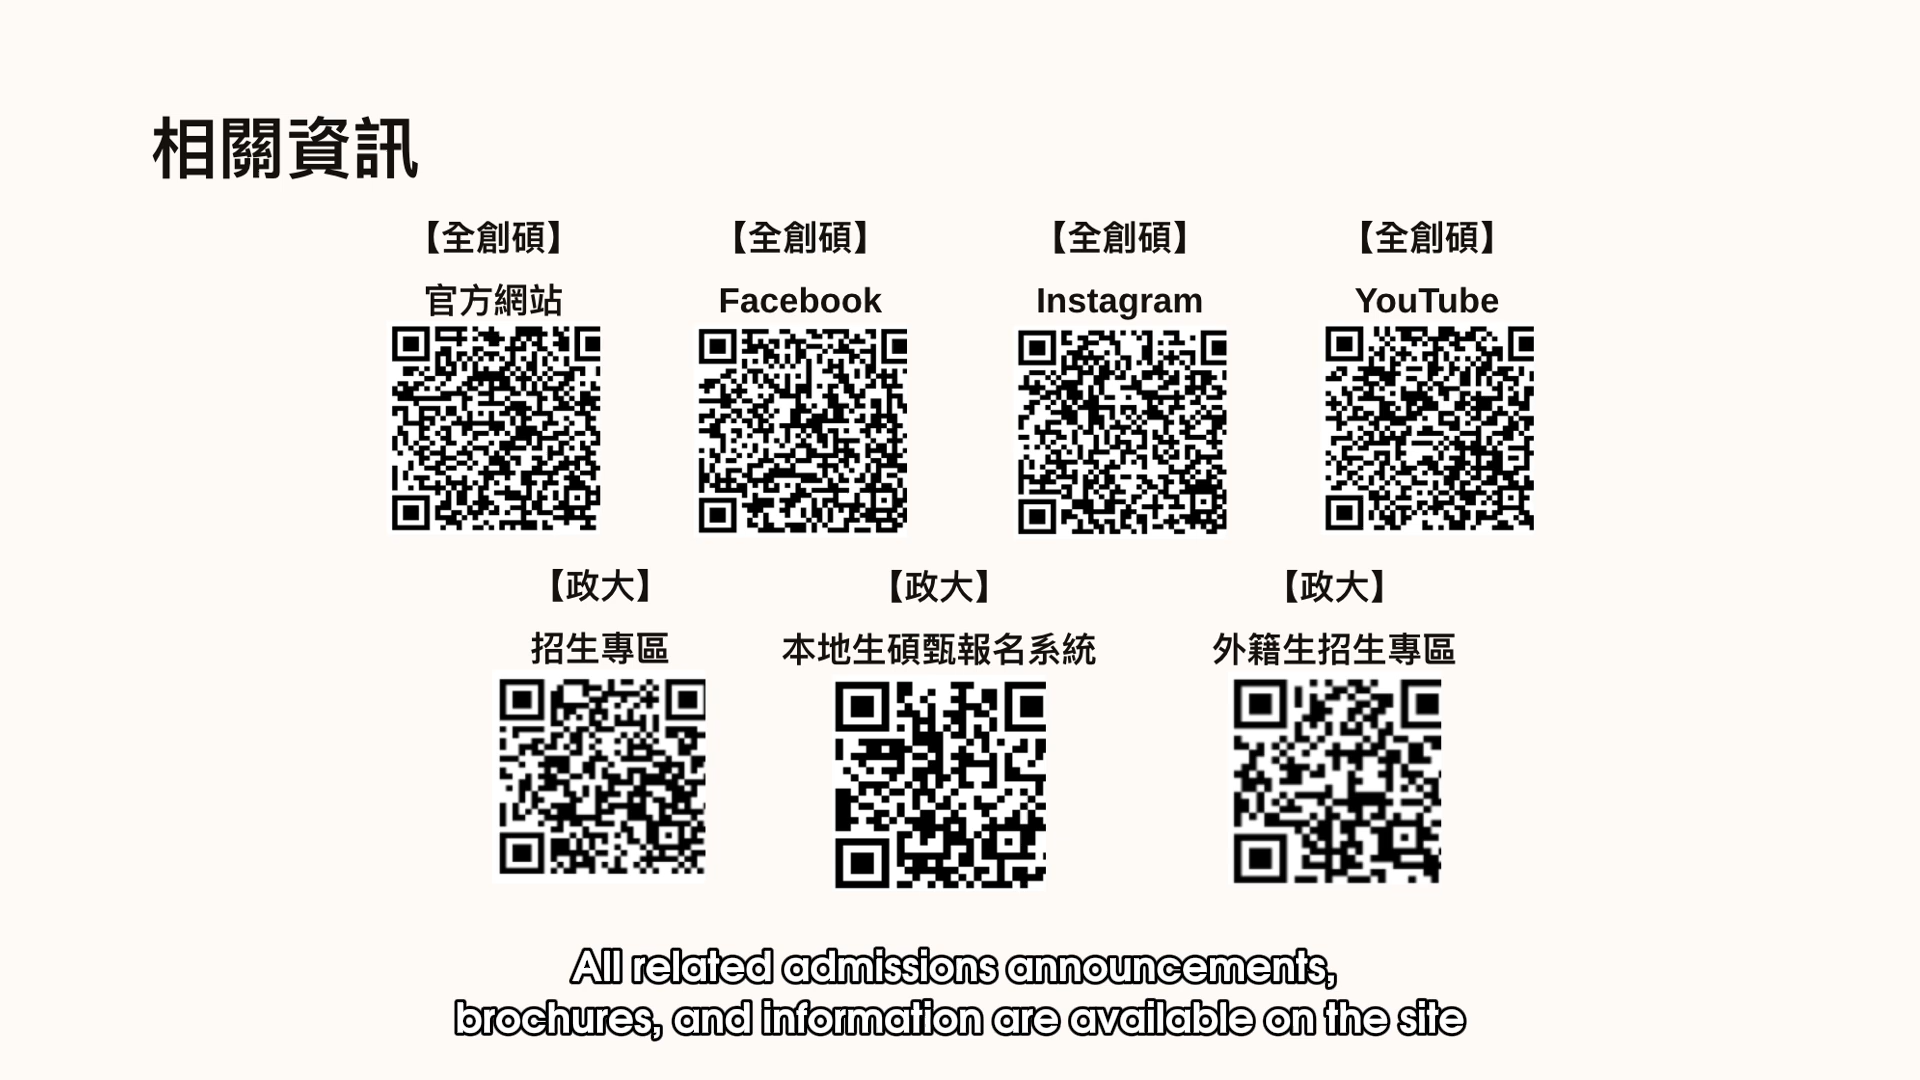 相關資訊
【全創碩】
官方網站
【全創碩】
Facebook
【全創碩】
Instagram
【全創碩】
YouTube
【政大】
招生專區
【政大】
本地生碩甄報名系統
【政大】
外籍生招生專區
All related admissions announcements,
brochures, and information are available on the site